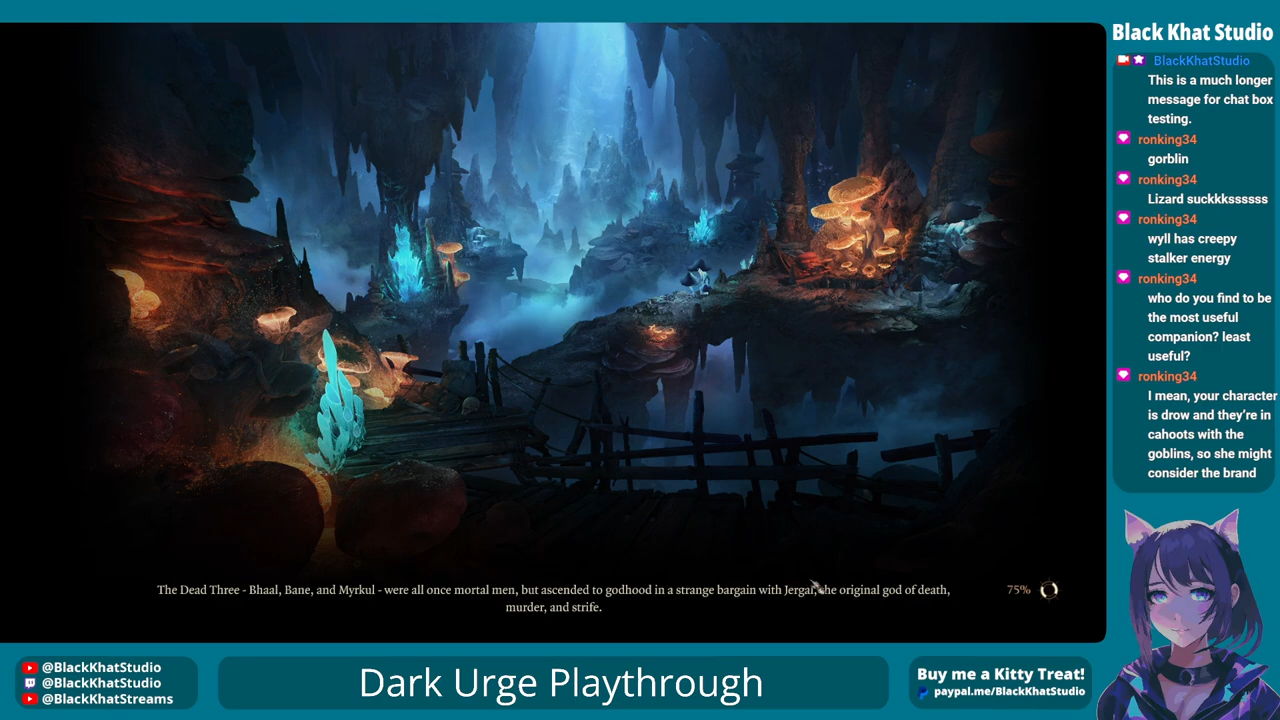 Black Khat Studio
BlackKhatStudio
This is a much longer
message for chat box
testing.
ronking34
gorblin
ronking34
Lizard suckkkssssss
ronking34
wyll has creepy
stalker energy
ronking34
who do you find to be
the most useful
companion? least
useful?
ronking34
I mean, your character
is drow and they're in
cahoots with the
goblins, so she might
consider the brand
The Dead Three - Bhaal, Bane, and Myrkul - were all once mortal men, but ascended to godhood in a strange bargain with Jergal, the original god of death,
murder, and strife.
75%
@BlackKhatStudio
@BlackKhatStudio
@BlackKhatStreams
Dark Urge Playthrough
Buy me a Kitty Treat!
paypal.me/BlackKhatStudio